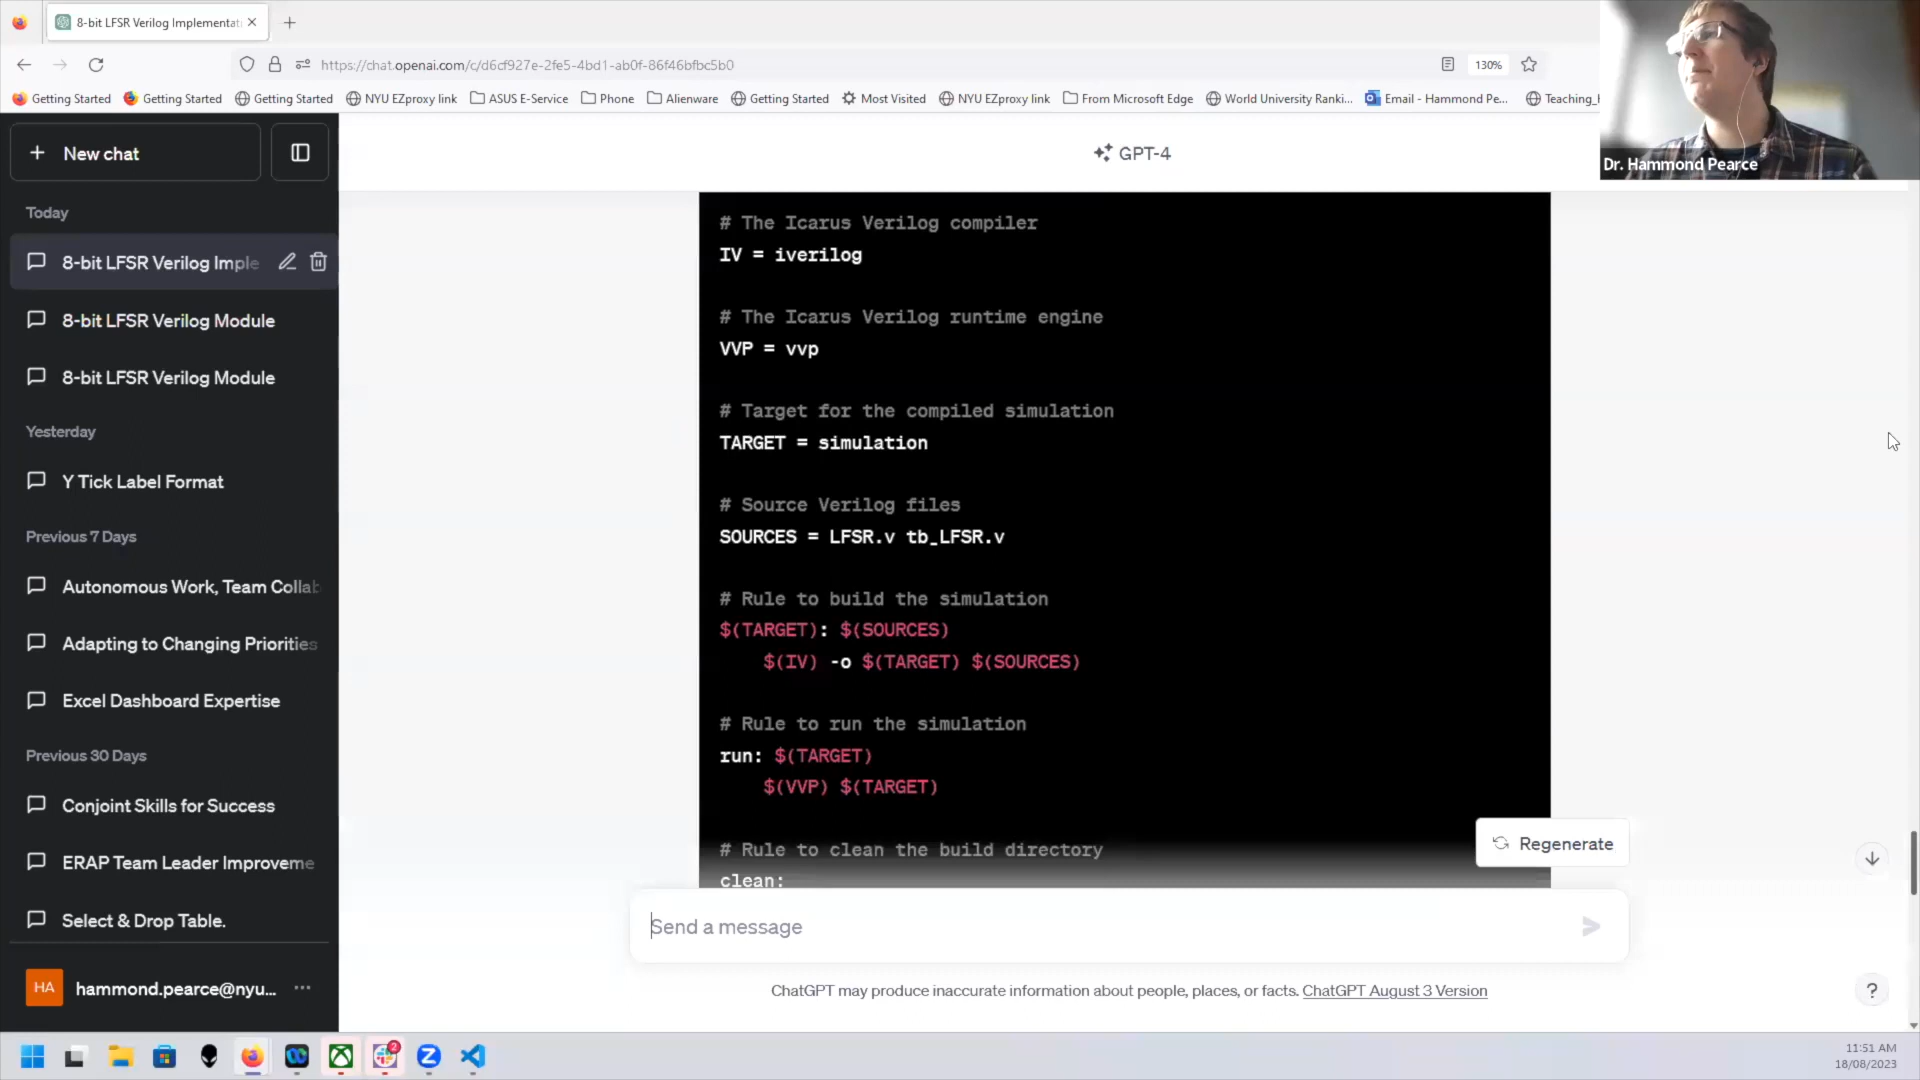 8-bit LFSR Verilog Implementat
https://chat.openai.com/c/d6cf927e-2fe5-4bd1-ab0f-86f46bfbc5b0
130%
Getting Started
Getting Started
Getting Started
NYU EZproxy link
ASUS E-Service
Phone
Alienware
Getting Started
Most Visited
NYU EZproxy link
From Microsoft Edge
World University Ranki...
Email - Hammond Pe...
Dr. Hammond Pearce
New chat
GPT-4
Today
8-bit LFSR Verilog Imple
8-bit LFSR Verilog Module
8-bit LFSR Verilog Module
Yesterday
Y Tick Label Format
Previous 7 Days
Autonomous Work, Team Collab
Adapting to Changing Priorities
Excel Dashboard Expertise
Previous 30 Days
Conjoint Skills for Success
ERAP Team Leader Improveme
Select & Drop Table.
HA
hammond.pearce@nyu...
# The Icarus Verilog compiler
IV = iverilog
# The Icarus Verilog runtime engine
VVP = vvp
# Target for the compiled simulation
TARGET = simulation
# Source Verilog files
SOURCES = LFSR.v tb_LFSR.v
# Rule to build the simulation
$(TARGET): $(SOURCES)
$(IV) -o $(TARGET) $(SOURCES)
# Rule to run the simulation
run: $(TARGET)
$(VVP) $(TARGET)
# Rule to clean the build directory
clean:
Regenerate
Send a message
ChatGPT may produce inaccurate information about people, places, or facts. ChatGPT August 3 Version
?
2
11:51 AM
18/08/2023